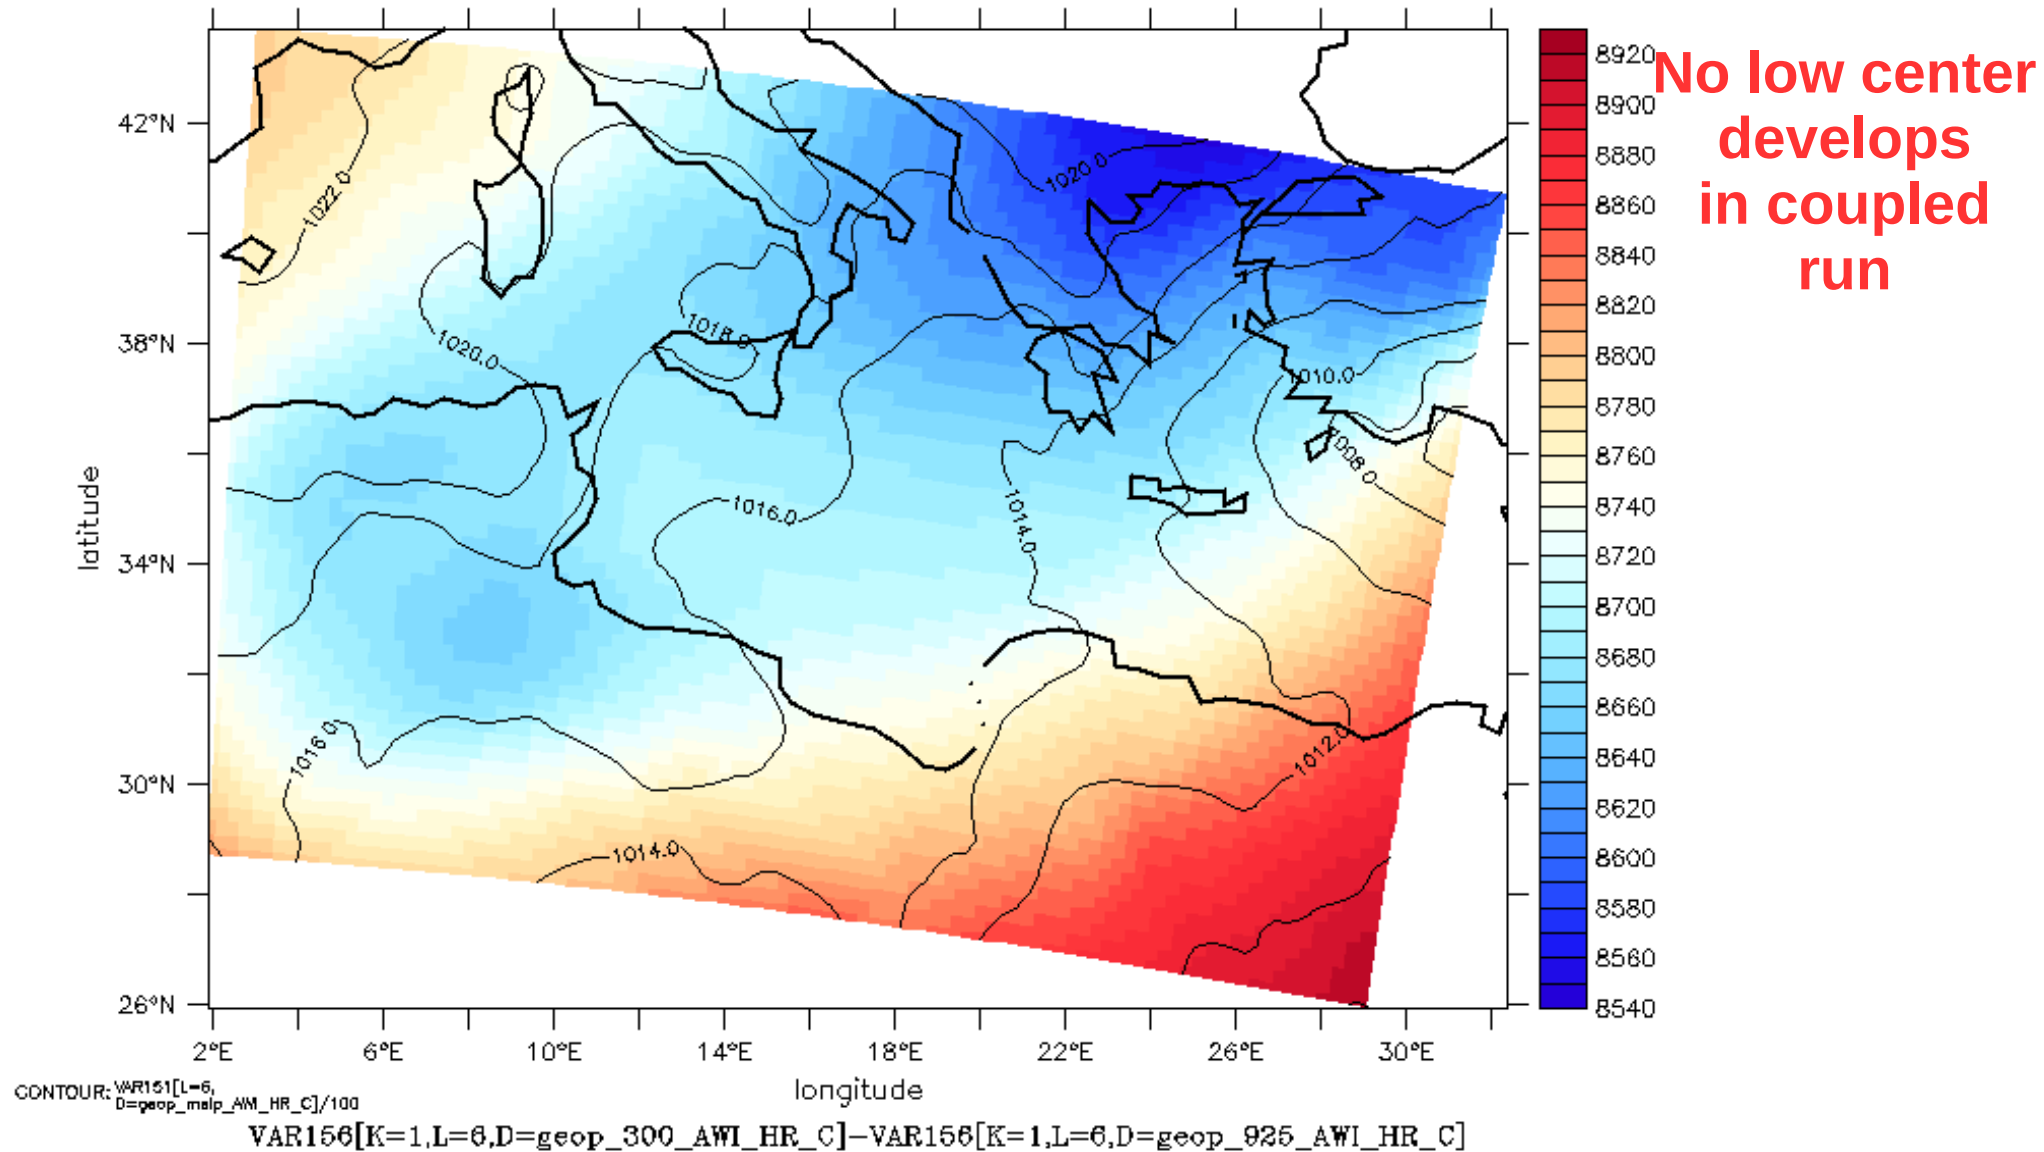 No low center
develops
in coupled
run
8920
8900
8880
8860
8840
8820
8800
8780
8760
8740
8720
8700
8680
8660
8640
8620
8600
8580
8560
8540
42°N
38°N
34°N
30°N
26°N
latitude
1022.0
1020.0
1020.0
1018.0
1016.0
1014.0
1010.0
1008.0
1016.0
1012.0
1014.0
2°E 6°E 10°E 14°E 18°E 22°E 26°E 30°E
longitude
CONTOUR: VAR151[L=6,
D=geop_mslp_AWI_HR_C]/100
VAR156[K=1,L=6,D=geop_300_AWI_HR_C]−VAR156[K=1,L=6,D=geop_925_AWI_HR_C]